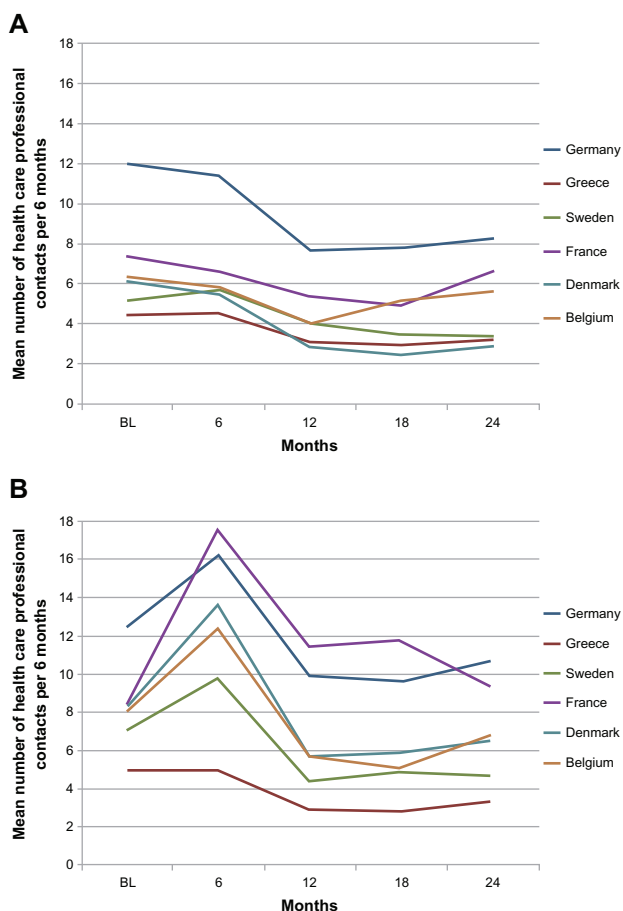 A
18
16
14
12
10
8
6
4
2
0
Mean number of health care professional
contacts per 6 months
BL 6 12 18 24
Months
Germany
Greece
Sweden
France
Denmark
Belgium
B
18
16
14
12
10
8
6
4
2
0
Mean number of health care professional
contacts per 6 months
BL 6 12 18 24
Months
Germany
Greece
Sweden
France
Denmark
Belgium